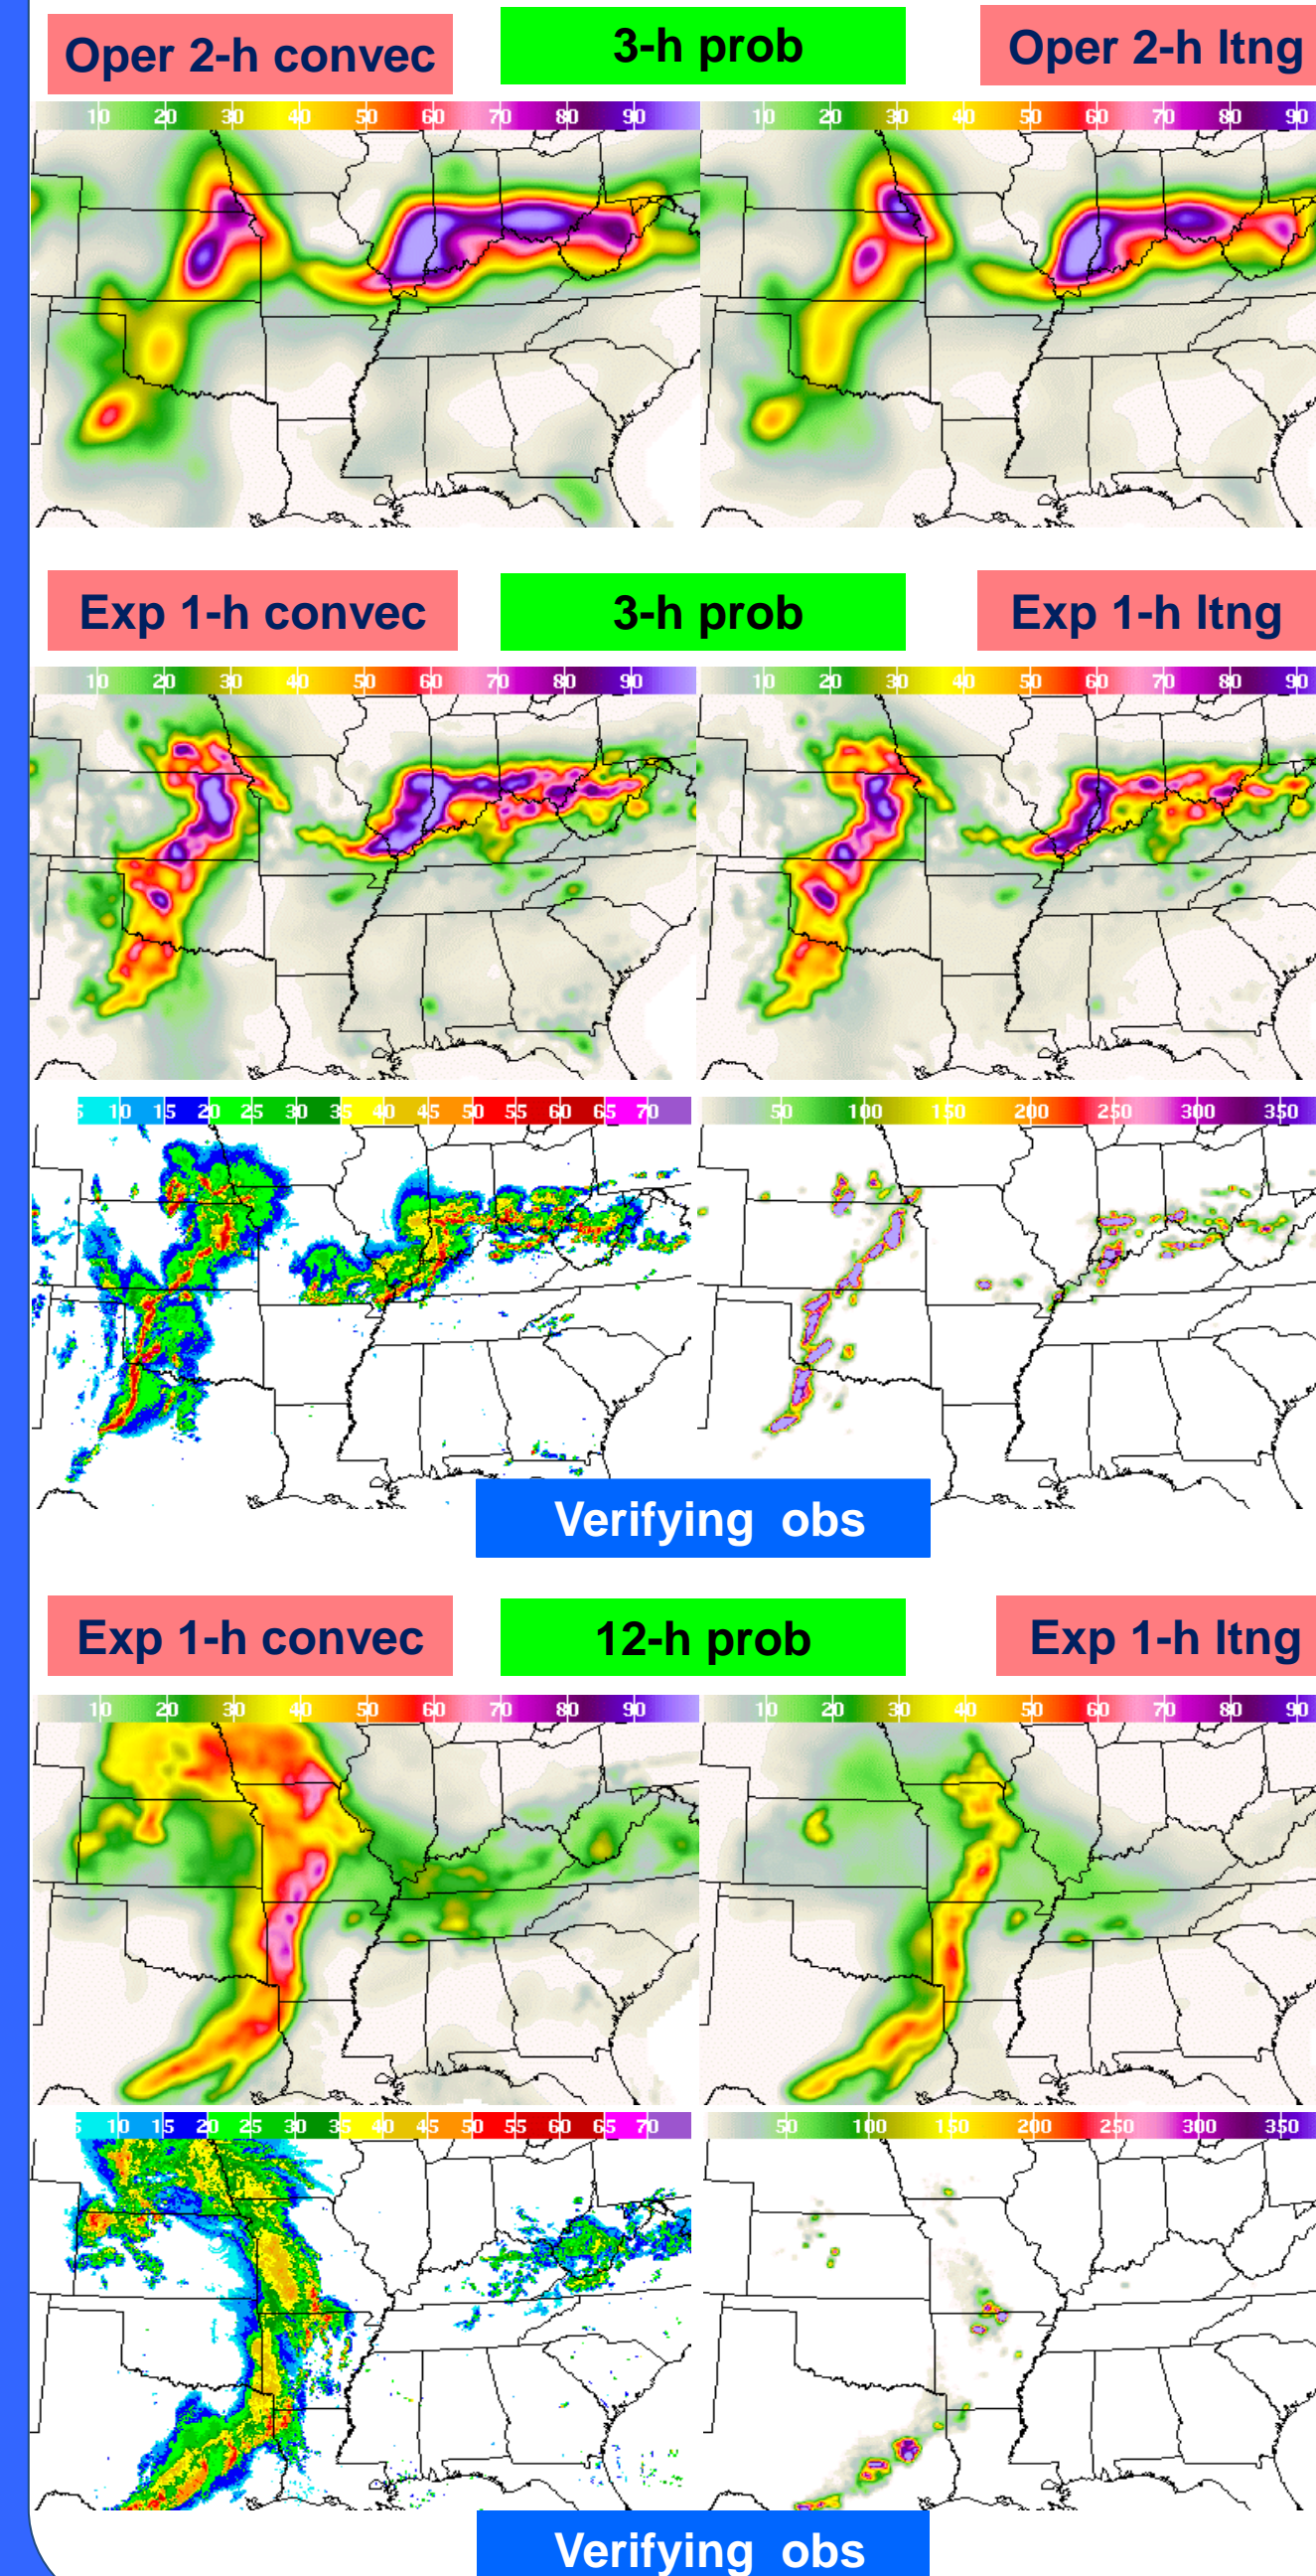 Oper 2-h convec 3-h prob Oper 2-h ltng
10 20 30 40 50 60 70 80 90 10 20 30 40 50 60 70 80 90
Exp 1-h convec 3-h prob Exp 1-h ltng
10 20 30 40 50 60 70 80 90 10 20 30 40 50 60 70 80 90
5 10 15 20 25 30 35 40 45 50 55 60 65 70 50 100 150 200 250 300 350
Verifying obs
Exp 1-h convec 12-h prob Exp 1-h ltng
10 20 30 40 50 60 70 80 90 10 20 30 40 50 60 70 80 90
5 10 15 20 25 30 35 40 45 50 55 60 65 70 50 100 150 200 250 300 350
Verifying obs